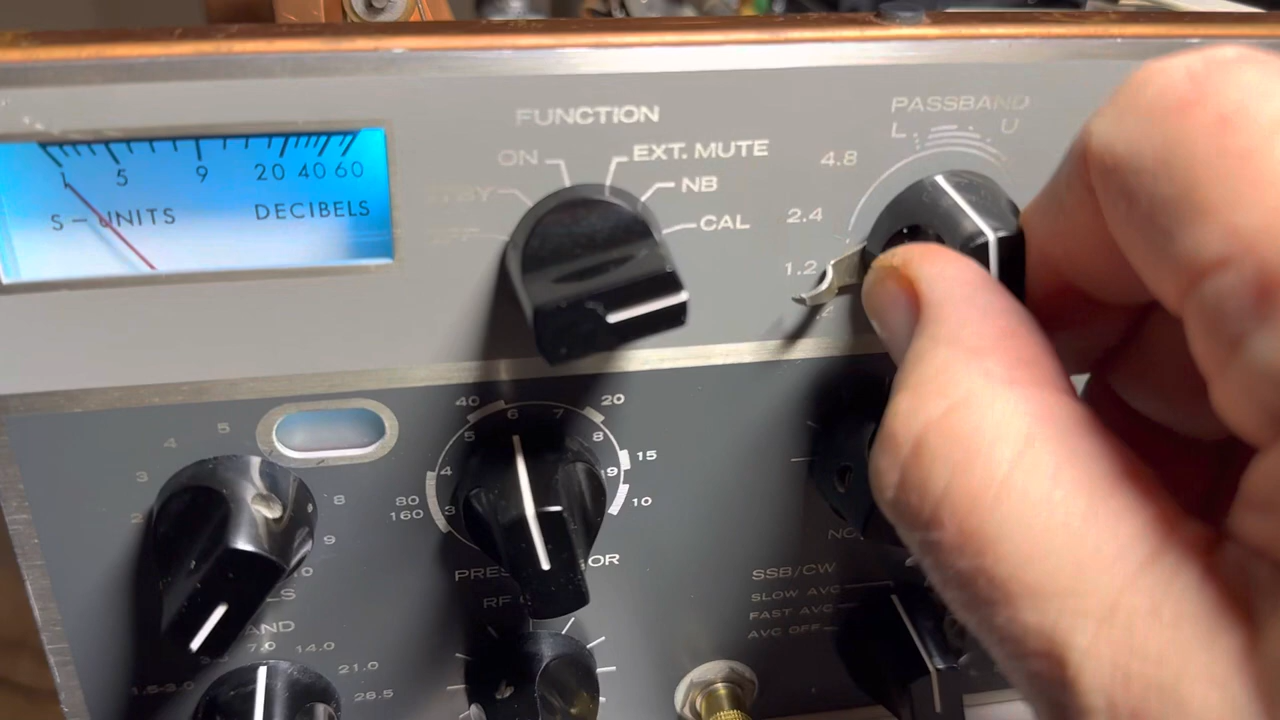 FUNCTION
PASSBAND
L U
ON
EXT. MUTE
NB
CAL
4.8
2.4
1.2
1 5 9 20 40 60
S-UNITS DECIBELS
40 6 7 20
5 8
4 9 15
80 3 10
160
5
4
3
2
8
9
RF
14.0
7.0
21.0
28.5
SSB/CW
SLOW AVC
FAST AVC
AVC OFF